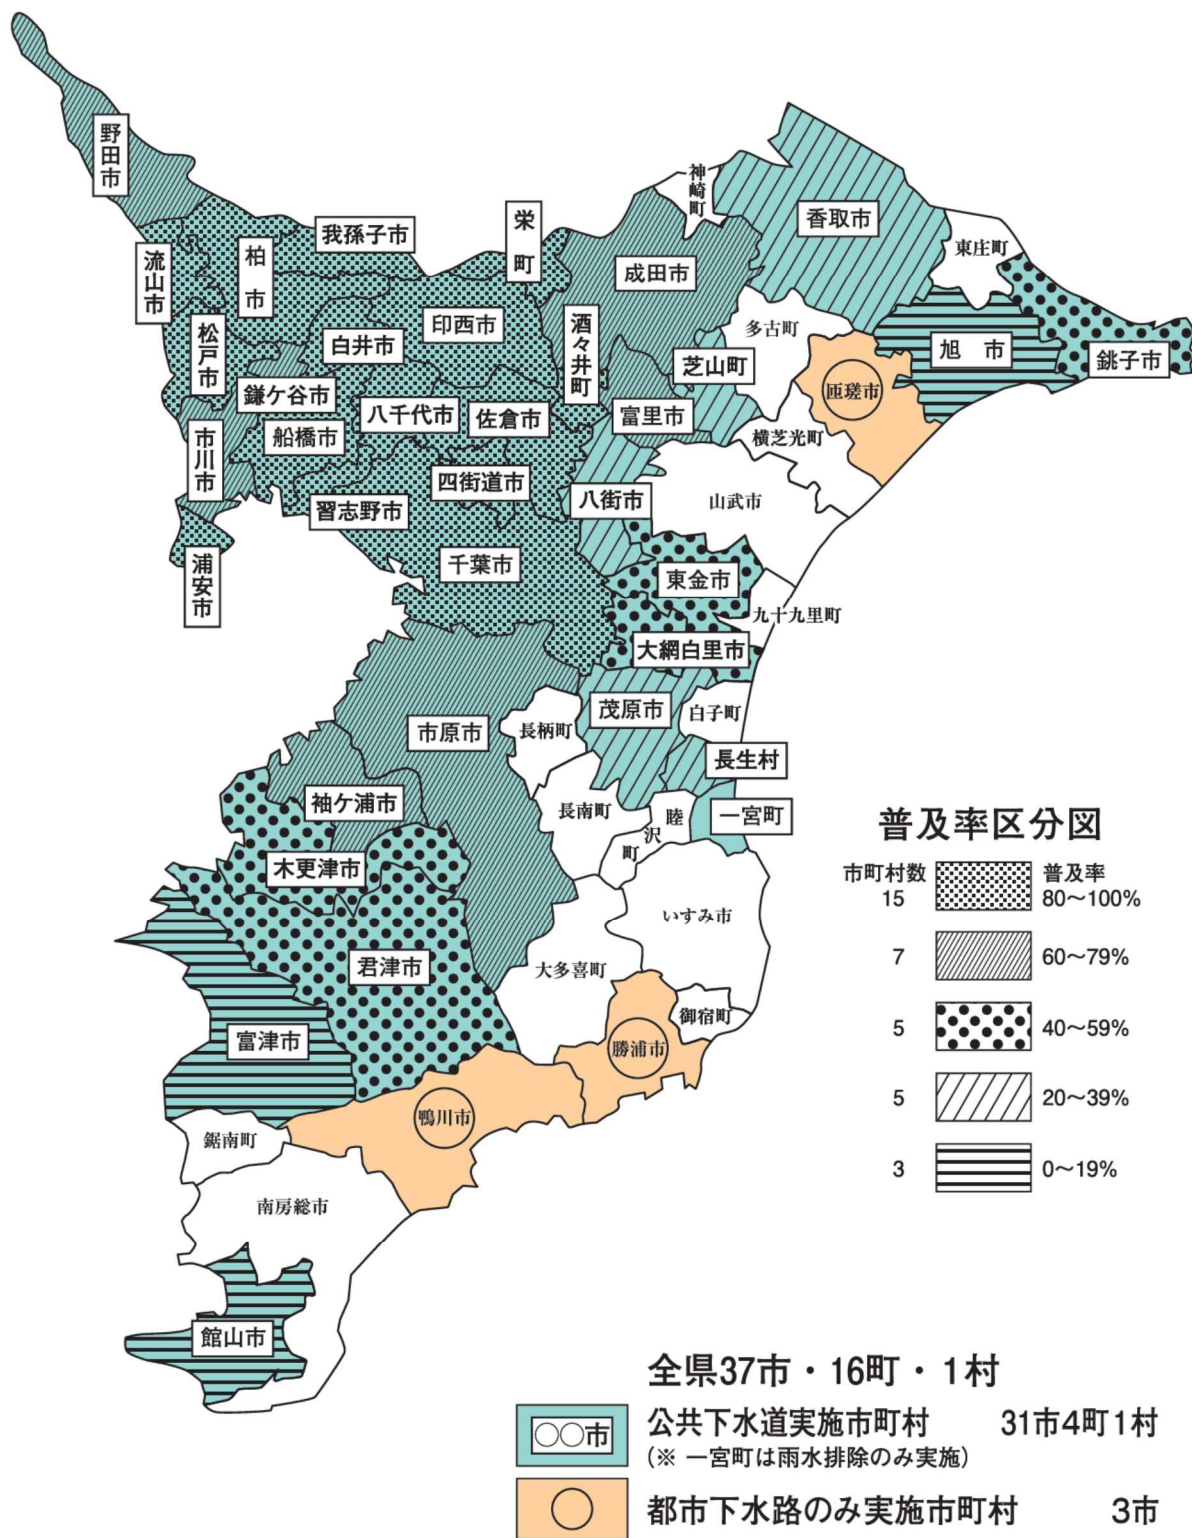 野田市
神崎町
香取市
栄町
我孫子市
東庄町
柏市
流山市
成田市
印西市
酒々井町
多古町
松戸市
白井市
芝山町
旭市
銚子市
匝瑳市
鎌ケ谷市
八千代市
佐倉市
富里市
船橋市
横芝光町
市川市
四街道市
八街市
山武市
習志野市
千葉市
浦安市
東金市
九十九里町
大網白里市
茂原市
白子町
市原市
長柄町
長生村
袖ケ浦市
長南町
睦沢町
一宮町
木更津市
いすみ市
君津市
大多喜町
御宿町
富津市
勝浦市
鴨川市
鋸南町
南房総市
館山市
普及率区分図
市町村数 普及率
15 80〜100%
7 60〜79%
5 40〜59%
5 20〜39%
3 0〜19%
全県37市・16町・1村
○○市 公共下水道実施市町村 31市4町1村
(※ 一宮町は雨水排除のみ実施)
都市下水路のみ実施市町村 3市